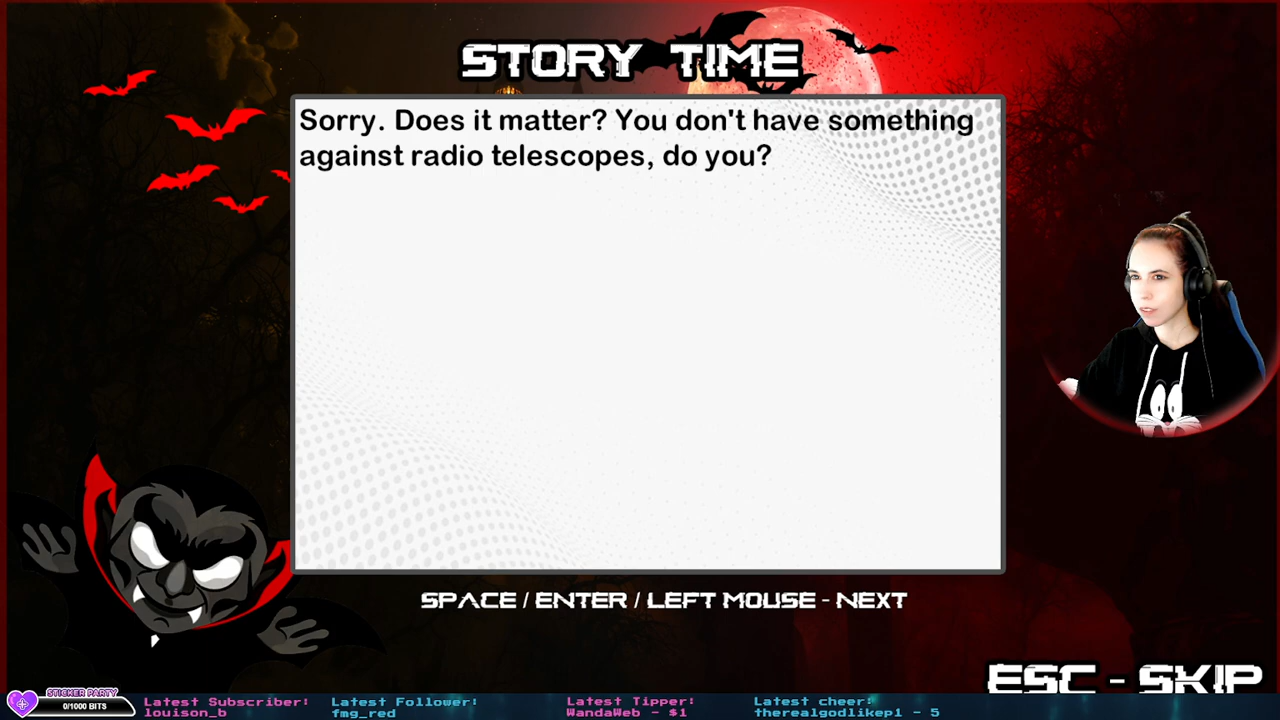 STORY TIME
Sorry. Does it matter? You don't have something
against radio telescopes, do you?
SPACE / ENTER / LEFT MOUSE - NEXT
ESC - SKIP
STICKER PARTY
0/1000 BITS
Latest Subscriber:
louison_b
Latest Follower:
fmg_red
Latest Tipper:
WandaWeb - $1
Latest cheer:
therealgodlikep1 - 5